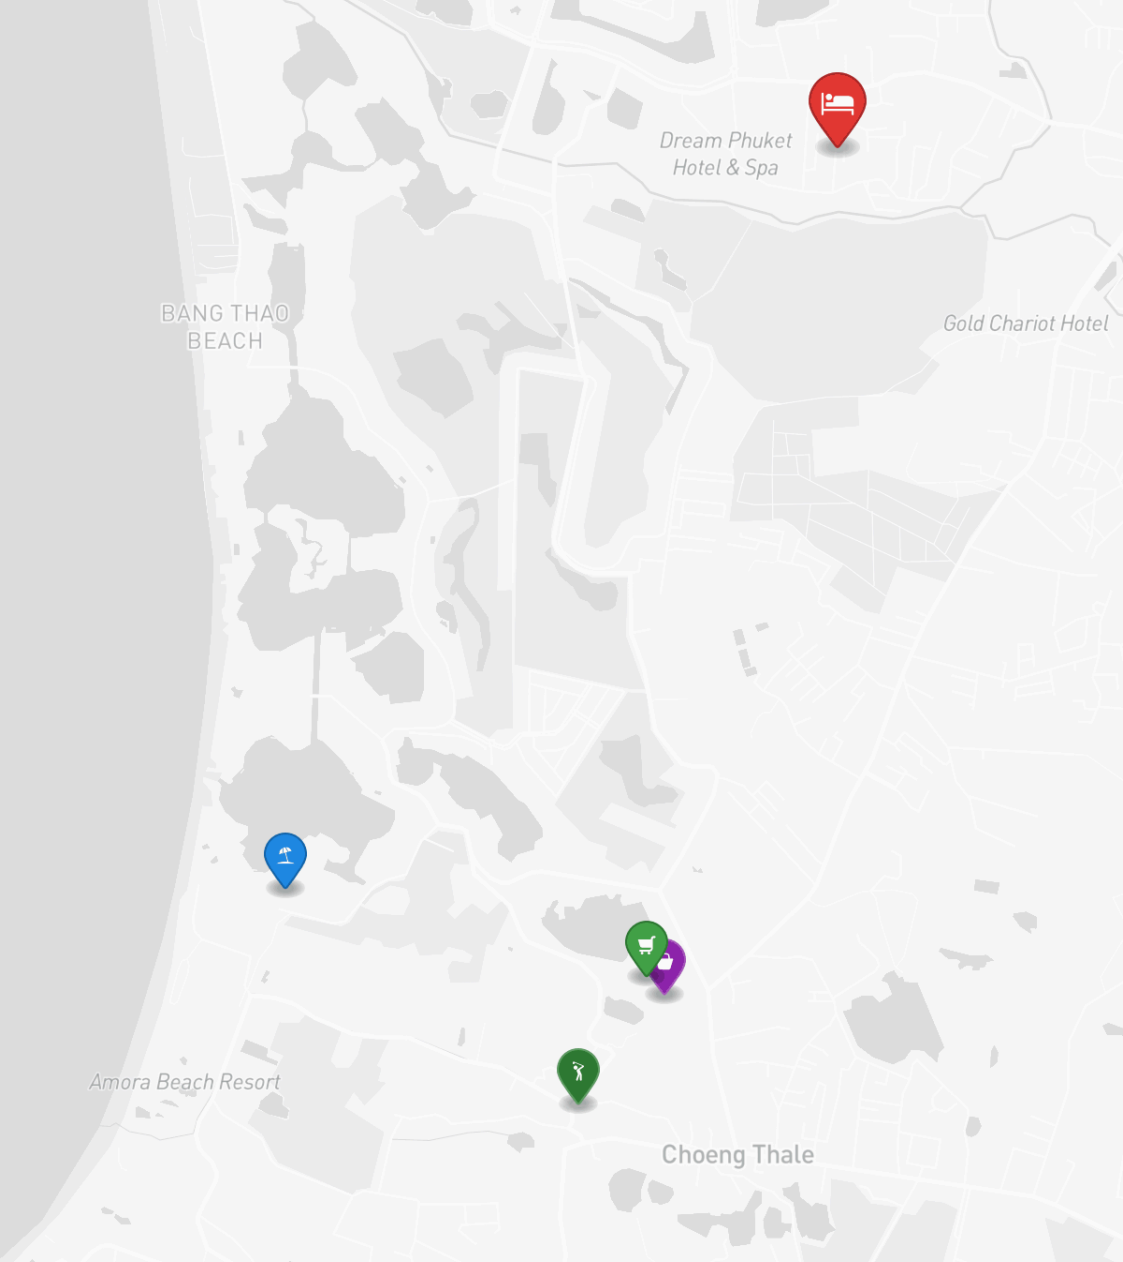 Dream Phuket
Hotel & Spa
BANG THAO
BEACH
Gold Chariot Hotel
Amora Beach Resort
Choeng Thale